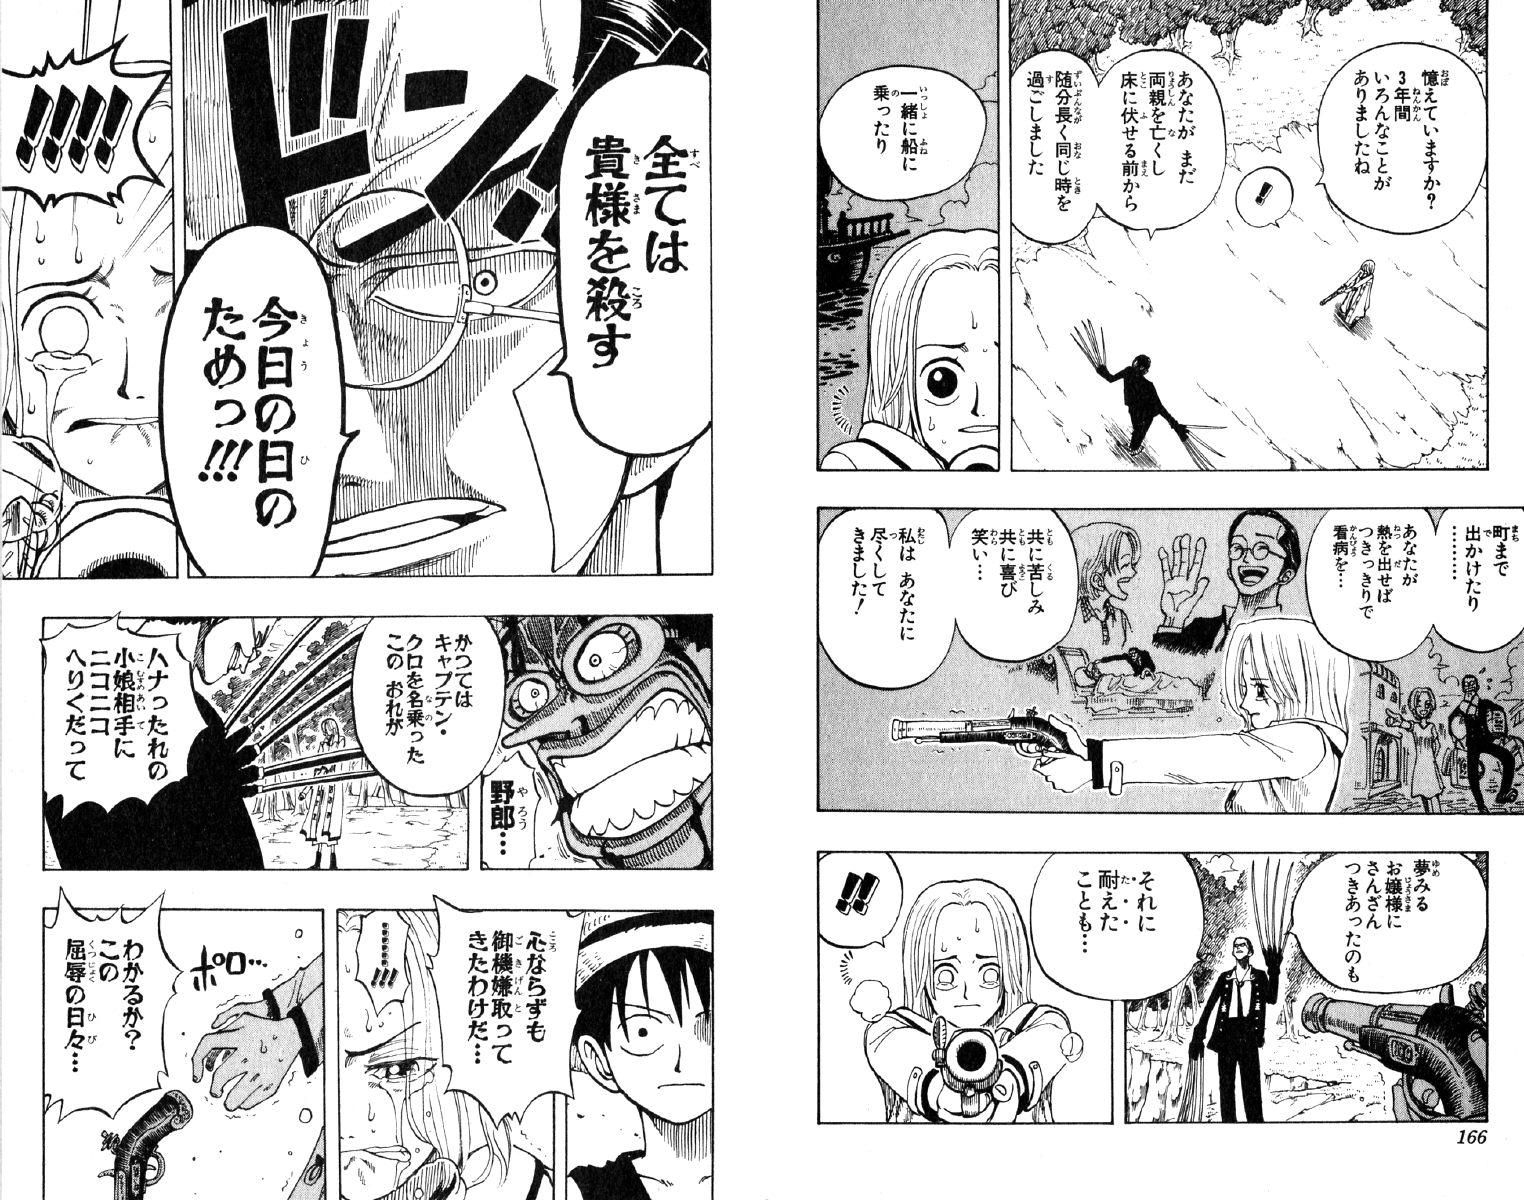 憶えていますか?
3年間
いろんなことが
ありましたね
!!
あなたが まだ
両親を亡くし
床に伏せる前から
随分長く同じ時を
過ごしました
一緒に船に
乗ったり
町まで
出かけたり
………
あなたが
熱を出せば
つきっきりで
看病を…
共に苦しみ
共に喜び
笑い…
私は あなたに
尽くして
きました!
夢みる
お嬢様に
さんざん
つきあったのも
それに
耐えた
ことも…
!!
166
全ては
貴様を殺す
ドン!!
今日の日の
ためっ!!!
!!!!
野郎…
かつては
キャプテン・
クロを名乗った
この おれが
ハナったれの
小娘相手に
ニコニコ
へりくだって
心ならずも
御機嫌取って
きたわけだ…
………!!!
ポロ…
わかるか?
この
屈辱の日々…